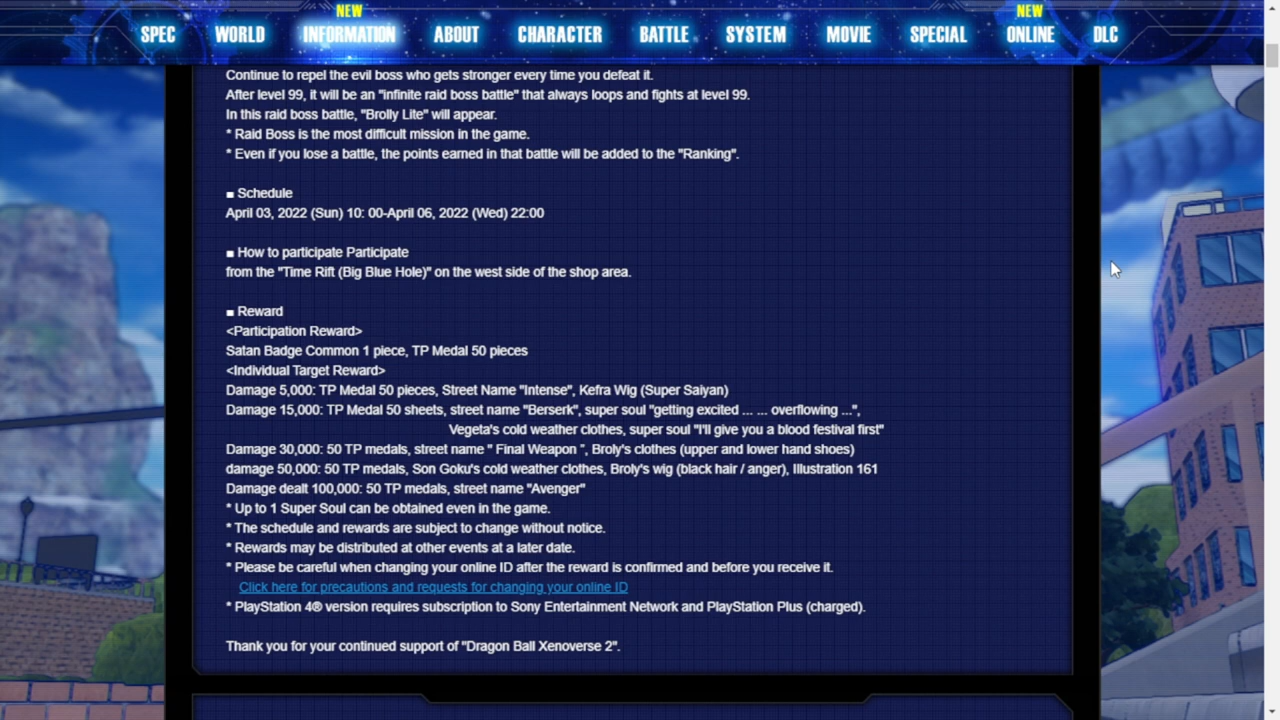 NEW
NEW
SPEC WORLD INFORMATION ABOUT CHARACTER BATTLE SYSTEM MOVIE SPECIAL ONLINE DLC
Continue to repel the evil boss who gets stronger every time you defeat it.
After level 99, it will be an "infinite raid boss battle" that always loops and fights at level 99.
In this raid boss battle, "Brolly Lite" will appear.
* Raid Boss is the most difficult mission in the game.
* Even if you lose a battle, the points earned in that battle will be added to the "Ranking".
■ Schedule
April 03, 2022 (Sun) 10: 00-April 06, 2022 (Wed) 22:00
■ How to participate Participate
from the "Time Rift (Big Blue Hole)" on the west side of the shop area.
■ Reward
<Participation Reward>
Satan Badge Common 1 piece, TP Medal 50 pieces
<Individual Target Reward>
Damage 5,000: TP Medal 50 pieces, Street Name "Intense", Kefra Wig (Super Saiyan)
Damage 15,000: TP Medal 50 sheets, street name "Berserk", super soul "getting excited ... ... overflowing ...",
Vegeta's cold weather clothes, super soul "I'll give you a blood festival first"
Damage 30,000: 50 TP medals, street name " Final Weapon ", Broly's clothes (upper and lower hand shoes)
damage 50,000: 50 TP medals, Son Goku's cold weather clothes, Broly's wig (black hair / anger), Illustration 161
Damage dealt 100,000: 50 TP medals, street name "Avenger"
* Up to 1 Super Soul can be obtained even in the game.
* The schedule and rewards are subject to change without notice.
* Rewards may be distributed at other events at a later date.
* Please be careful when changing your online ID after the reward is confirmed and before you receive it.
Click here for precautions and requests for changing your online ID
* PlayStation 4® version requires subscription to Sony Entertainment Network and PlayStation Plus (charged).
Thank you for your continued support of "Dragon Ball Xenoverse 2".